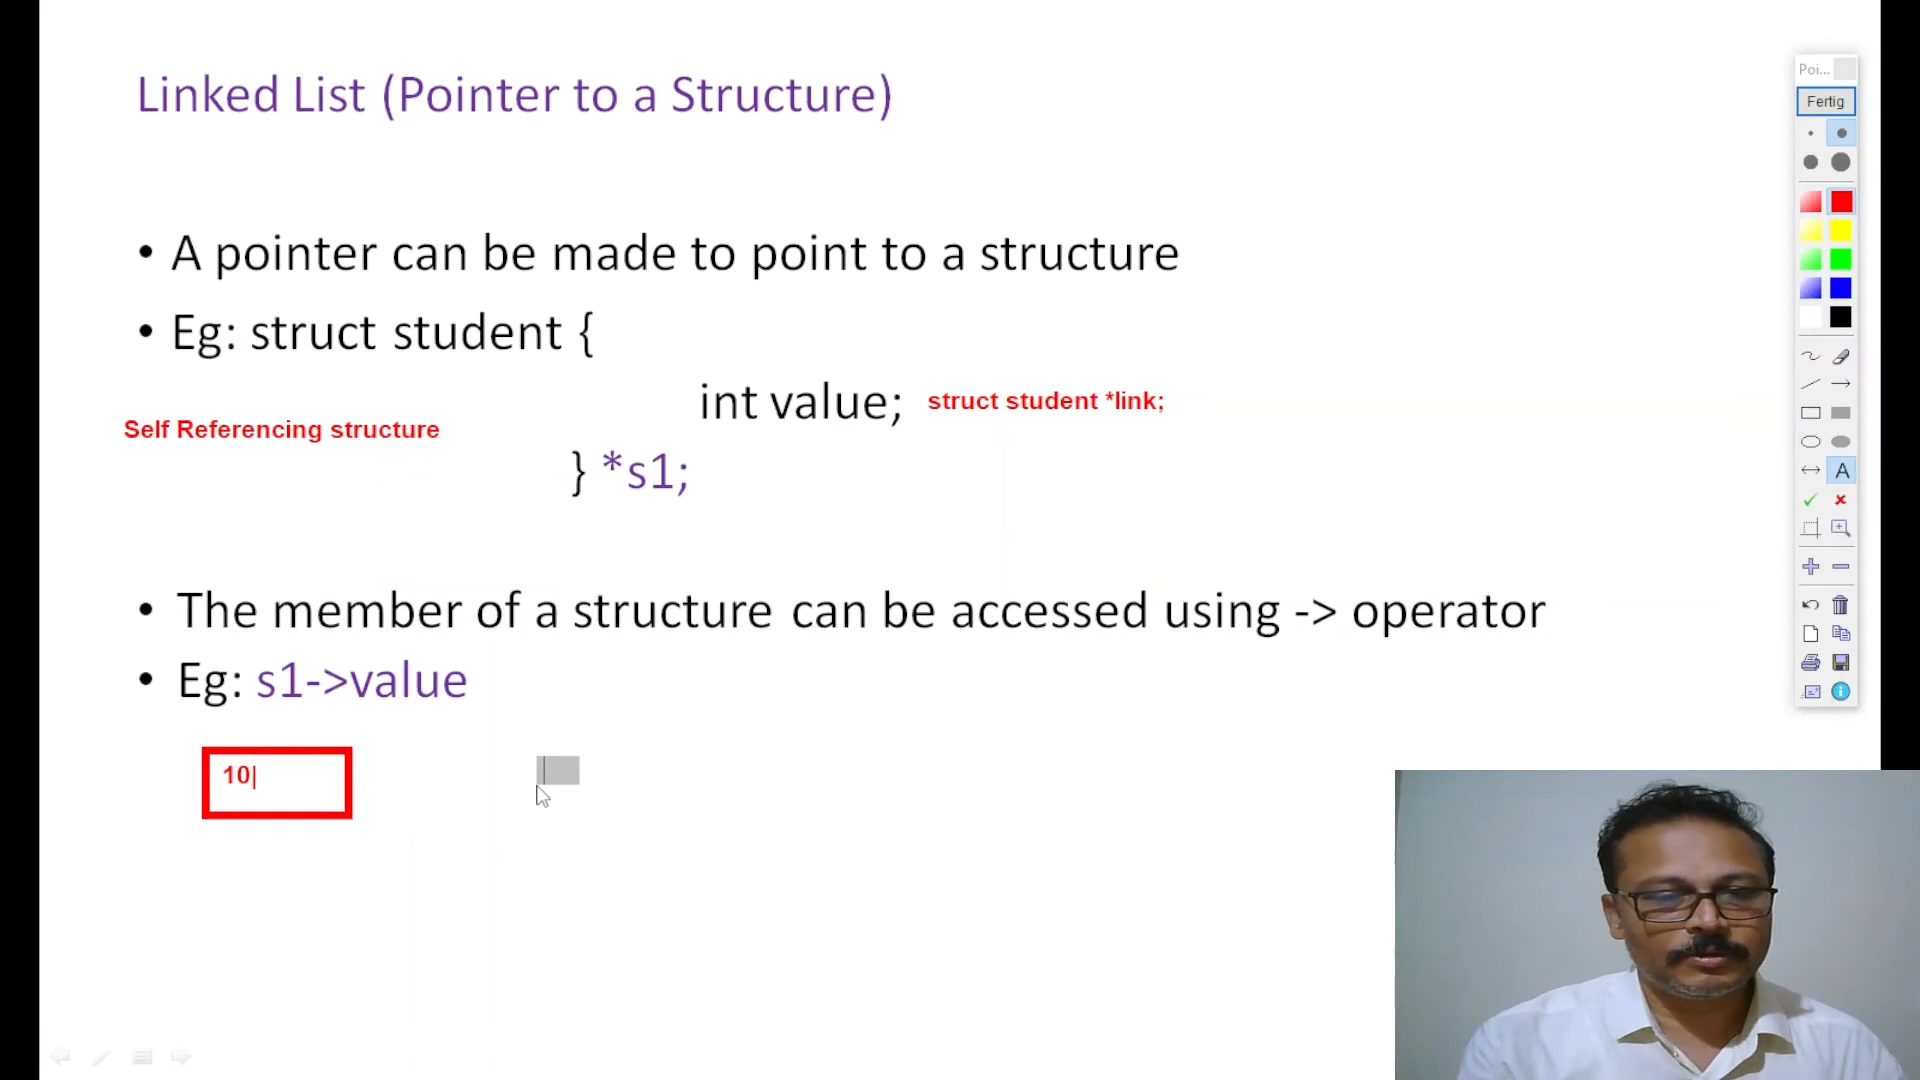 Linked List (Pointer to a Structure)
Poi...
Fertig
• A pointer can be made to point to a structure
• Eg: struct student {
int value; struct student *link;
Self Referencing structure
} *s1;
A
• The member of a structure can be accessed using -> operator
• Eg: s1->value
10|